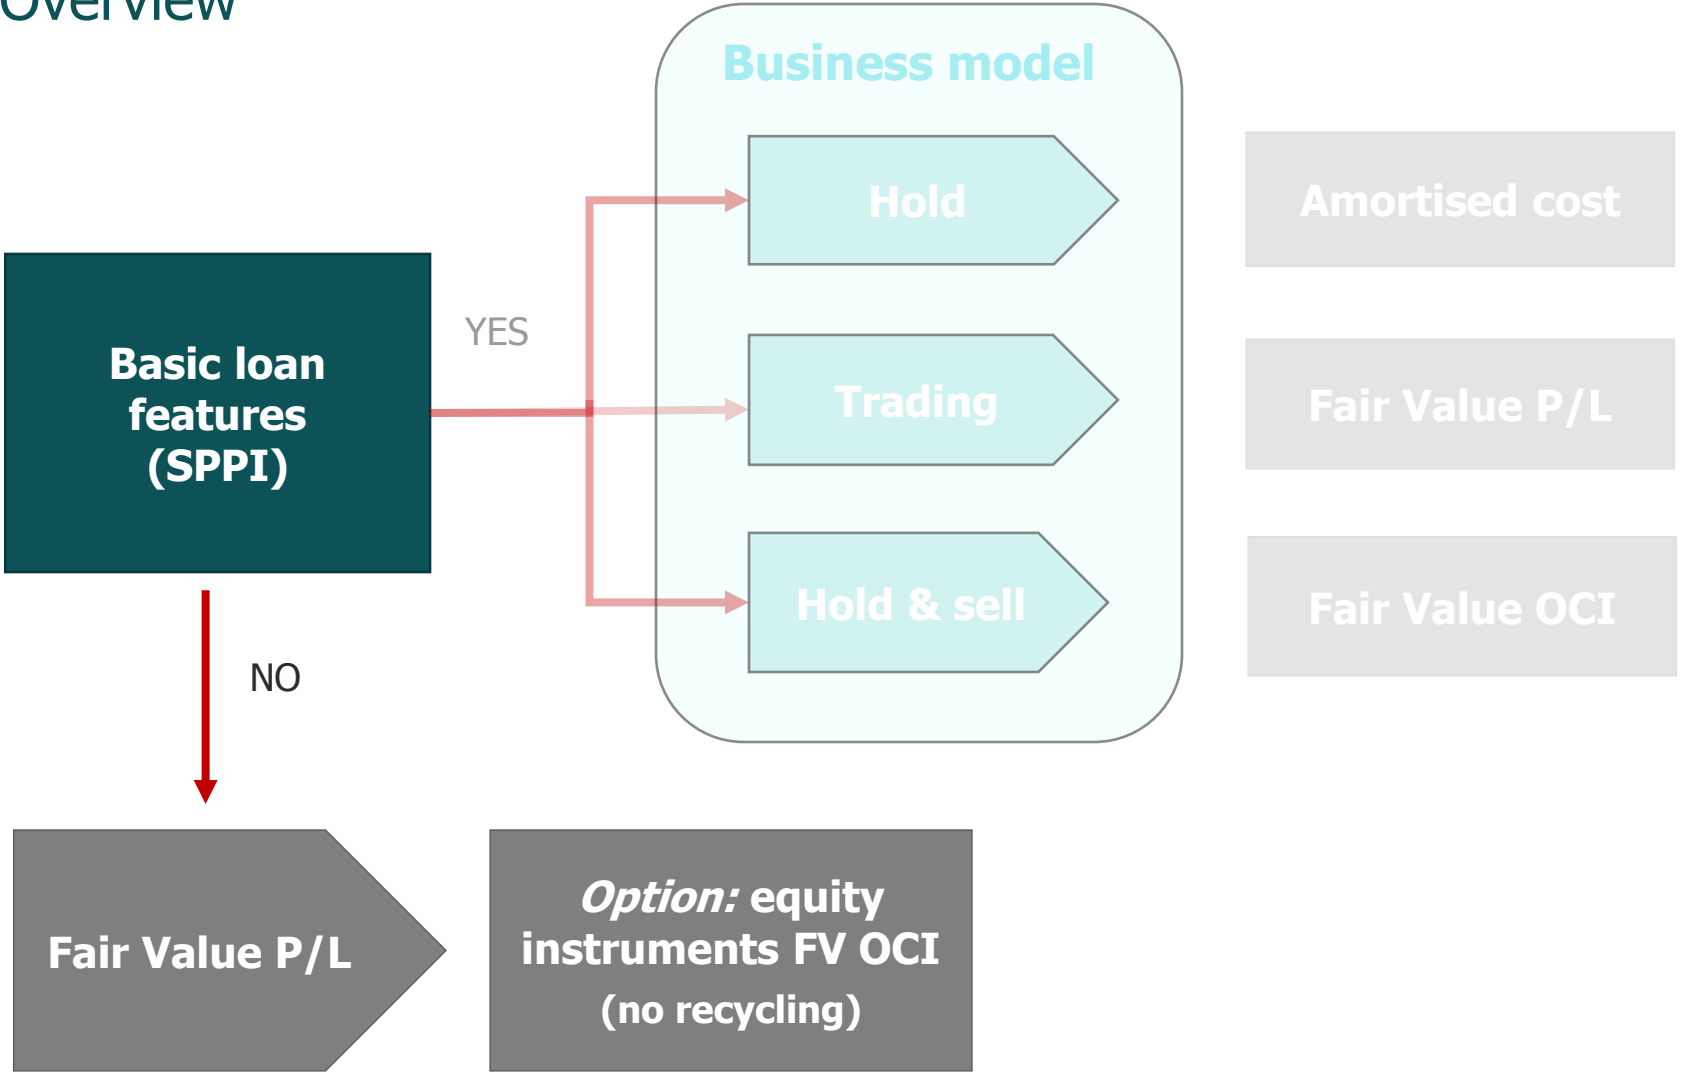 Overview
Business model
Hold
Amortised cost
YES
Basic loan
features
(SPPI)
Trading
Fair Value P/L
Hold & sell
Fair Value OCI
NO
Fair Value P/L
Option: equity
instruments FV OCI
(no recycling)